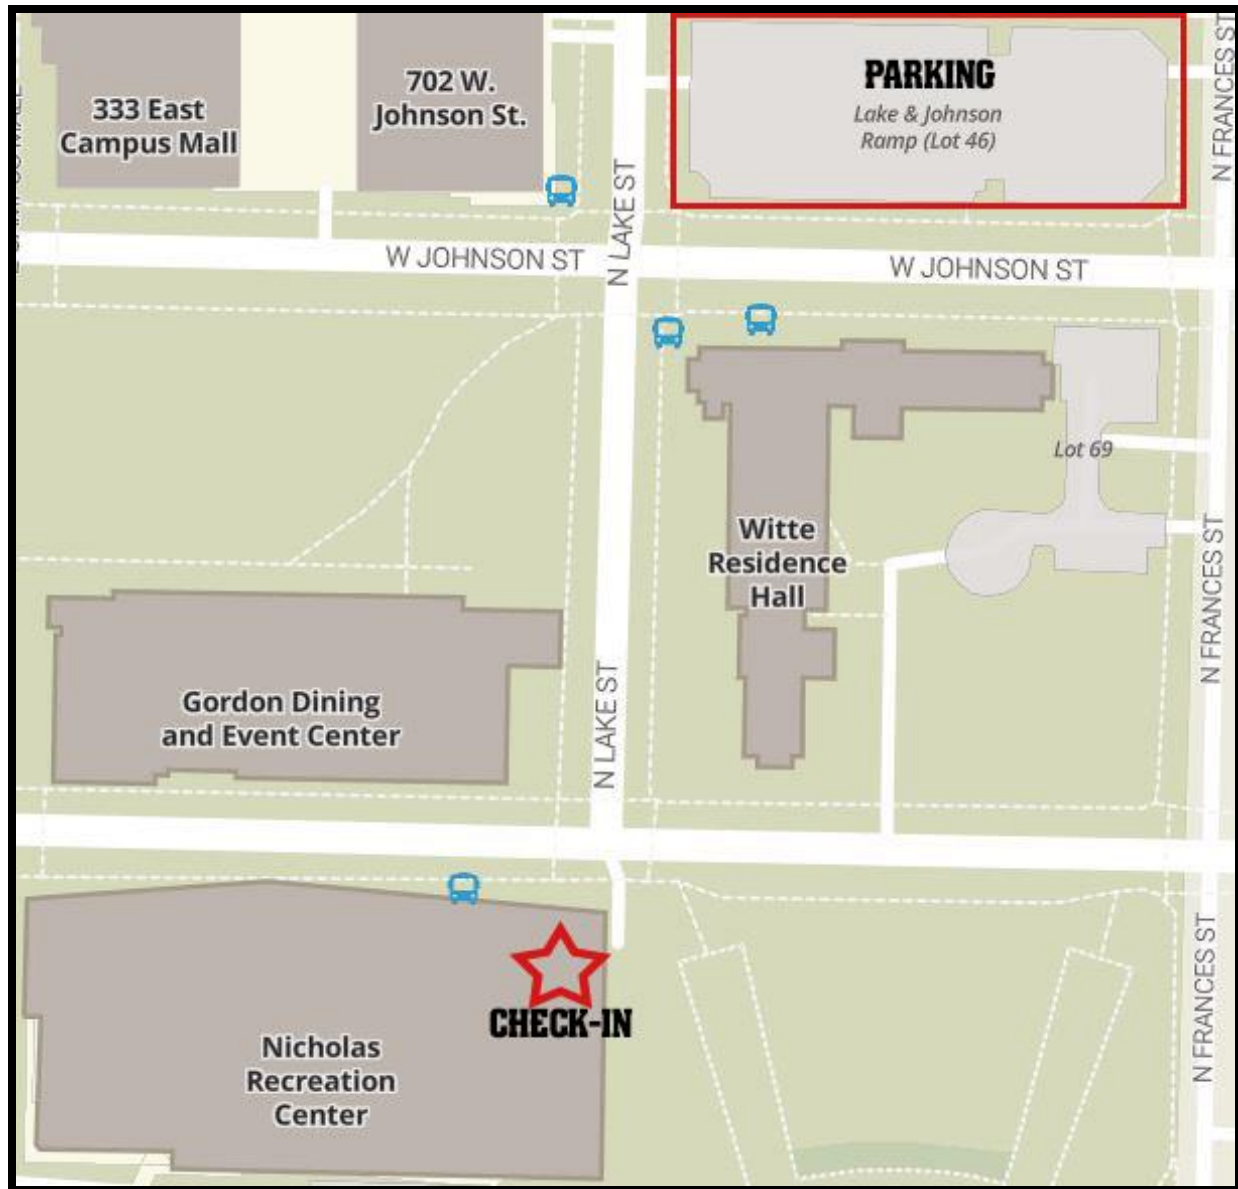 333 East
Campus Mall
702 W.
Johnson St.
PARKING
Lake & Johnson
Ramp (Lot 46)
N FRANCES ST
N LAKE ST
W JOHNSON ST
W JOHNSON ST
Lot 69
Witte
Residence
Hall
N FRANCES ST
Gordon Dining
and Event Center
N LAKE ST
CHECK-IN
Nicholas
Recreation
Center
N FRANCES ST